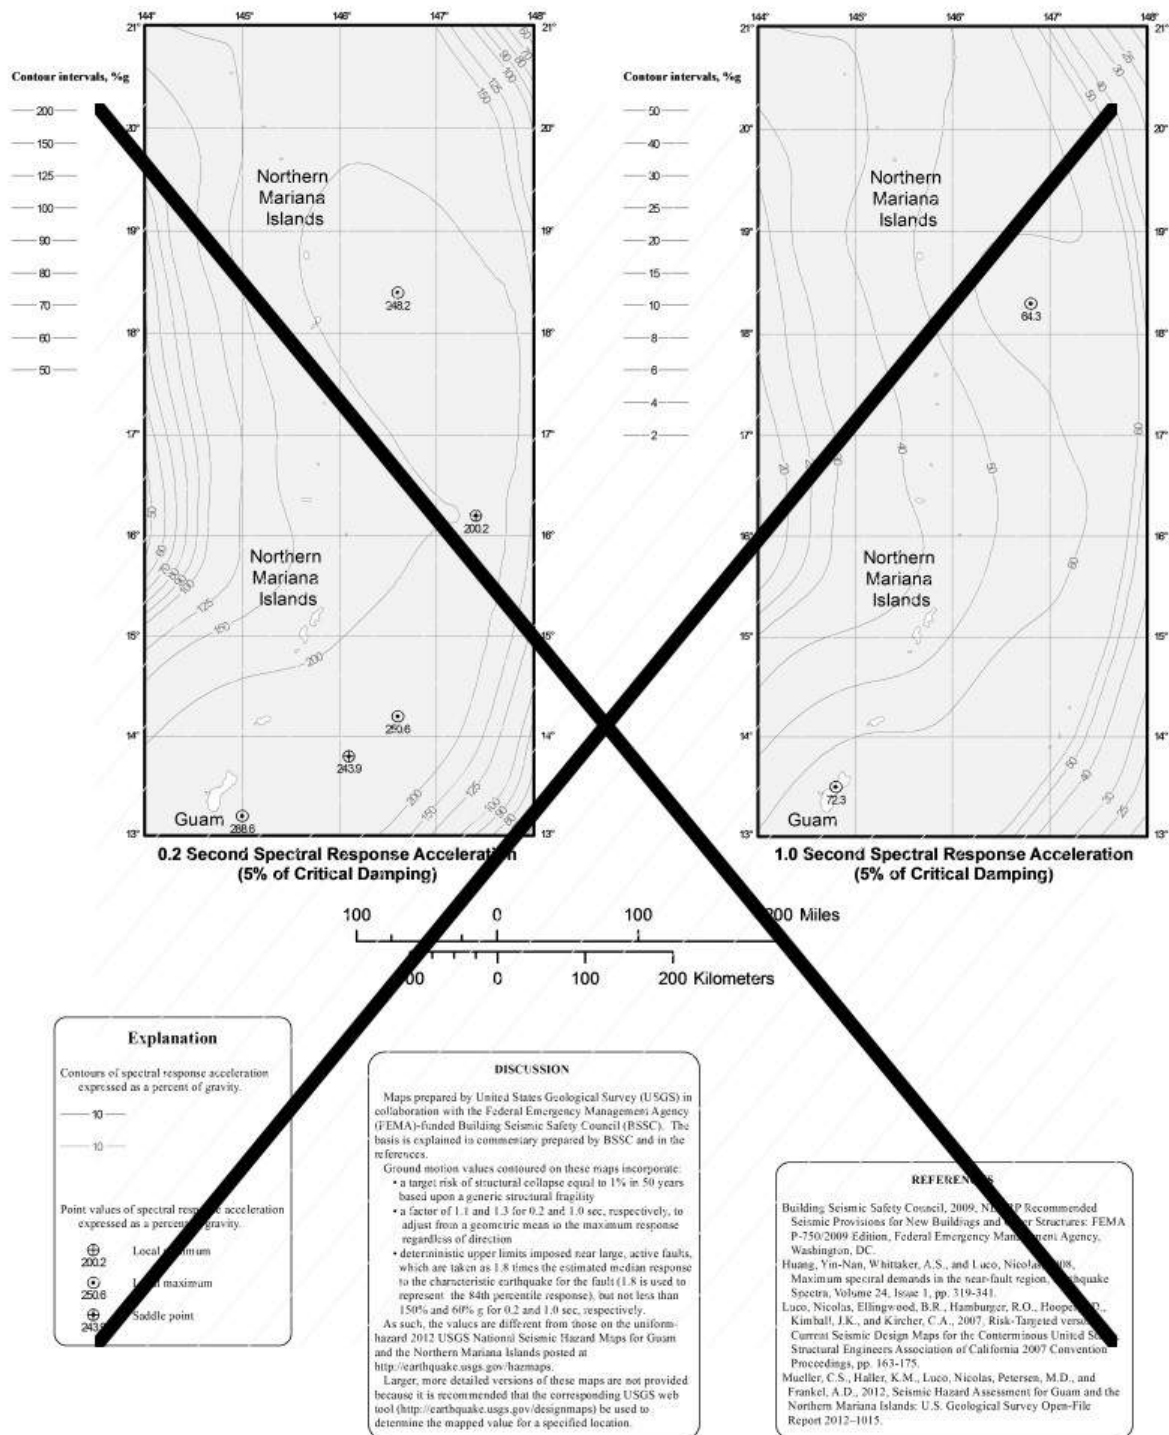 144° 145° 146° 147° 148°
21° 21°
Contour intervals, %g
200
150
125
100
90
80
70
60
50
20° 20°
19° 19°
18° 18°
17° 17°
16° 16°
15° 15°
14° 14°
13° 13°
Northern
Mariana
Islands
248.2
200.2
Northern
Mariana
Islands
200
250.6
243.9
Guam
288.6
0.2 Second Spectral Response Acceleration
(5% of Critical Damping)
144° 145° 146° 147° 148°
21° 21°
Contour intervals, %g
50
40
30
25
20
15
10
8
6
4
2
20° 20°
19° 19°
18° 18°
17° 17°
16° 16°
15° 15°
14° 14°
13° 13°
Northern
Mariana
Islands
64.3
Northern
Mariana
Islands
72.3
Guam
1.0 Second Spectral Response Acceleration
(5% of Critical Damping)
100 0 100 200 Miles
0 100 200 Kilometers
Explanation
Contours of spectral response acceleration
expressed as a percent of gravity.
10
10
Point values of spectral response acceleration
expressed as a percent of gravity.
200.2 Local minimum
250.6 Local maximum
243.9 Saddle point
DISCUSSION
Maps prepared by United States Geological Survey (USGS) in
collaboration with the Federal Emergency Management Agency
(FEMA)-funded Building Seismic Safety Council (BSSC). The
basis is explained in commentary prepared by BSSC and in the
references.
Ground motion values contoured on these maps incorporate:
• a target risk of structural collapse equal to 1% in 50 years
based upon a generic structural fragility
• a factor of 1.1 and 1.3 for 0.2 and 1.0 sec, respectively, to
adjust from a geometric mean to the maximum response
regardless of direction
• deterministic upper limits imposed near large, active faults,
which are taken as 1.8 times the estimated median response
to the characteristic earthquake for the fault (1.8 is used to
represent the 84th percentile response), but not less than
150% and 60% g for 0.2 and 1.0 sec, respectively.
As such, the values are different from those on the uniform-
hazard 2012 USGS National Seismic Hazard Maps for Guam
and the Northern Mariana Islands posted at
http://earthquake.usgs.gov/hazmaps.
Larger, more detailed versions of these maps are not provided
because it is recommended that the corresponding USGS web
tool (http://earthquake.usgs.gov/designmaps) be used to
determine the mapped value for a specified location.
REFERENCES
Building Seismic Safety Council, 2009, NEHRP Recommended
Seismic Provisions for New Buildings and Other Structures: FEMA
P-750/2009 Edition, Federal Emergency Management Agency,
Washington, DC.
Huang, Yin-Nan, Whittaker, A.S., and Luco, Nicolas, 2008,
Maximum spectral demands in the near-fault region, Earthquake
Spectra, Volume 24, Issue 1, pp. 319-341.
Luco, Nicolas, Ellingwood, B.R., Hamburger, R.O., Hooper, J.D.,
Kimball, J.K., and Kircher, C.A., 2007, Risk-Targeted versus
Current Seismic Design Maps for the Conterminous United States,
Structural Engineers Association of California 2007 Convention
Proceedings, pp. 163-175.
Mueller, C.S., Haller, K.M., Luco, Nicolas, Petersen, M.D., and
Frankel, A.D., 2012, Seismic Hazard Assessment for Guam and the
Northern Mariana Islands: U.S. Geological Survey Open-File
Report 2012–1015.